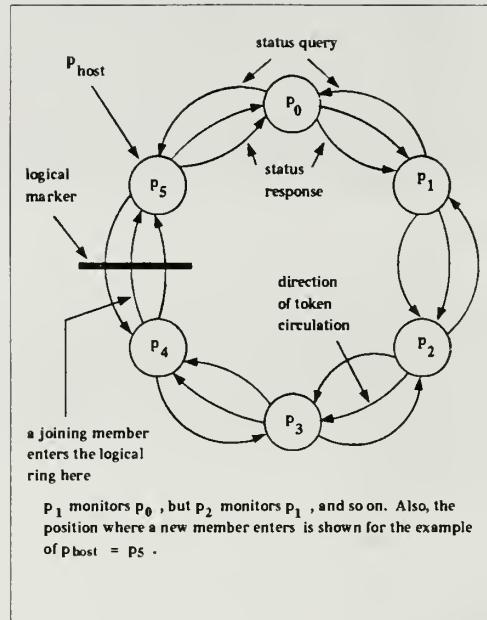 status query
P host
p0
logical
marker
status
response
p5
p1
direction
of token
circulation
p4
p2
p3
a joining member
enters the logical
ring here
p1 monitors p0 , but p2 monitors p1 , and so on. Also, the
position where a new member enters is shown for the example
of phost = p5 .